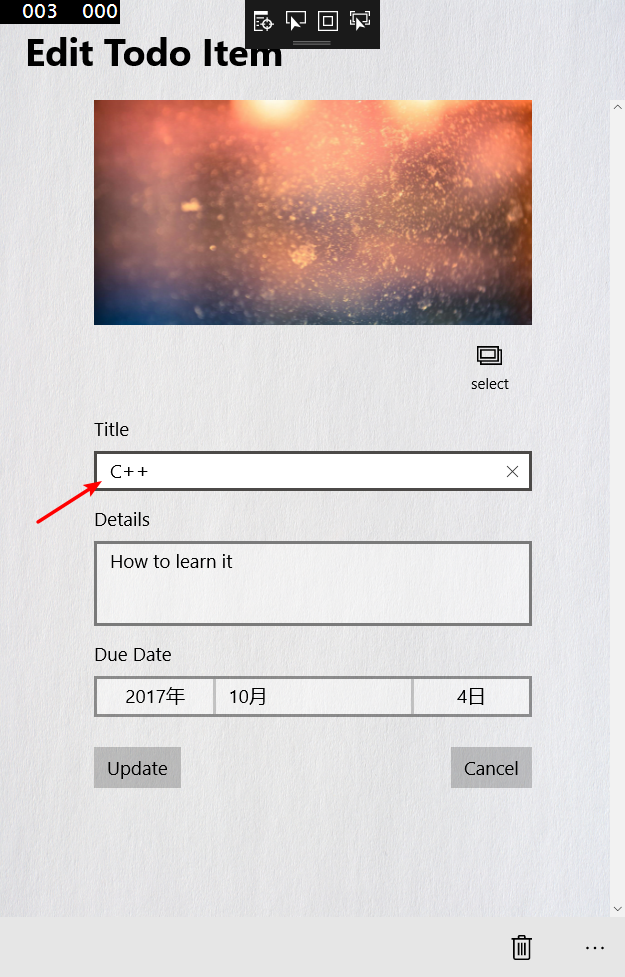 003 000
Edit Todo Item
select
Title
C++
Details
How to learn it
Due Date
2017年 10月 4日
Update Cancel